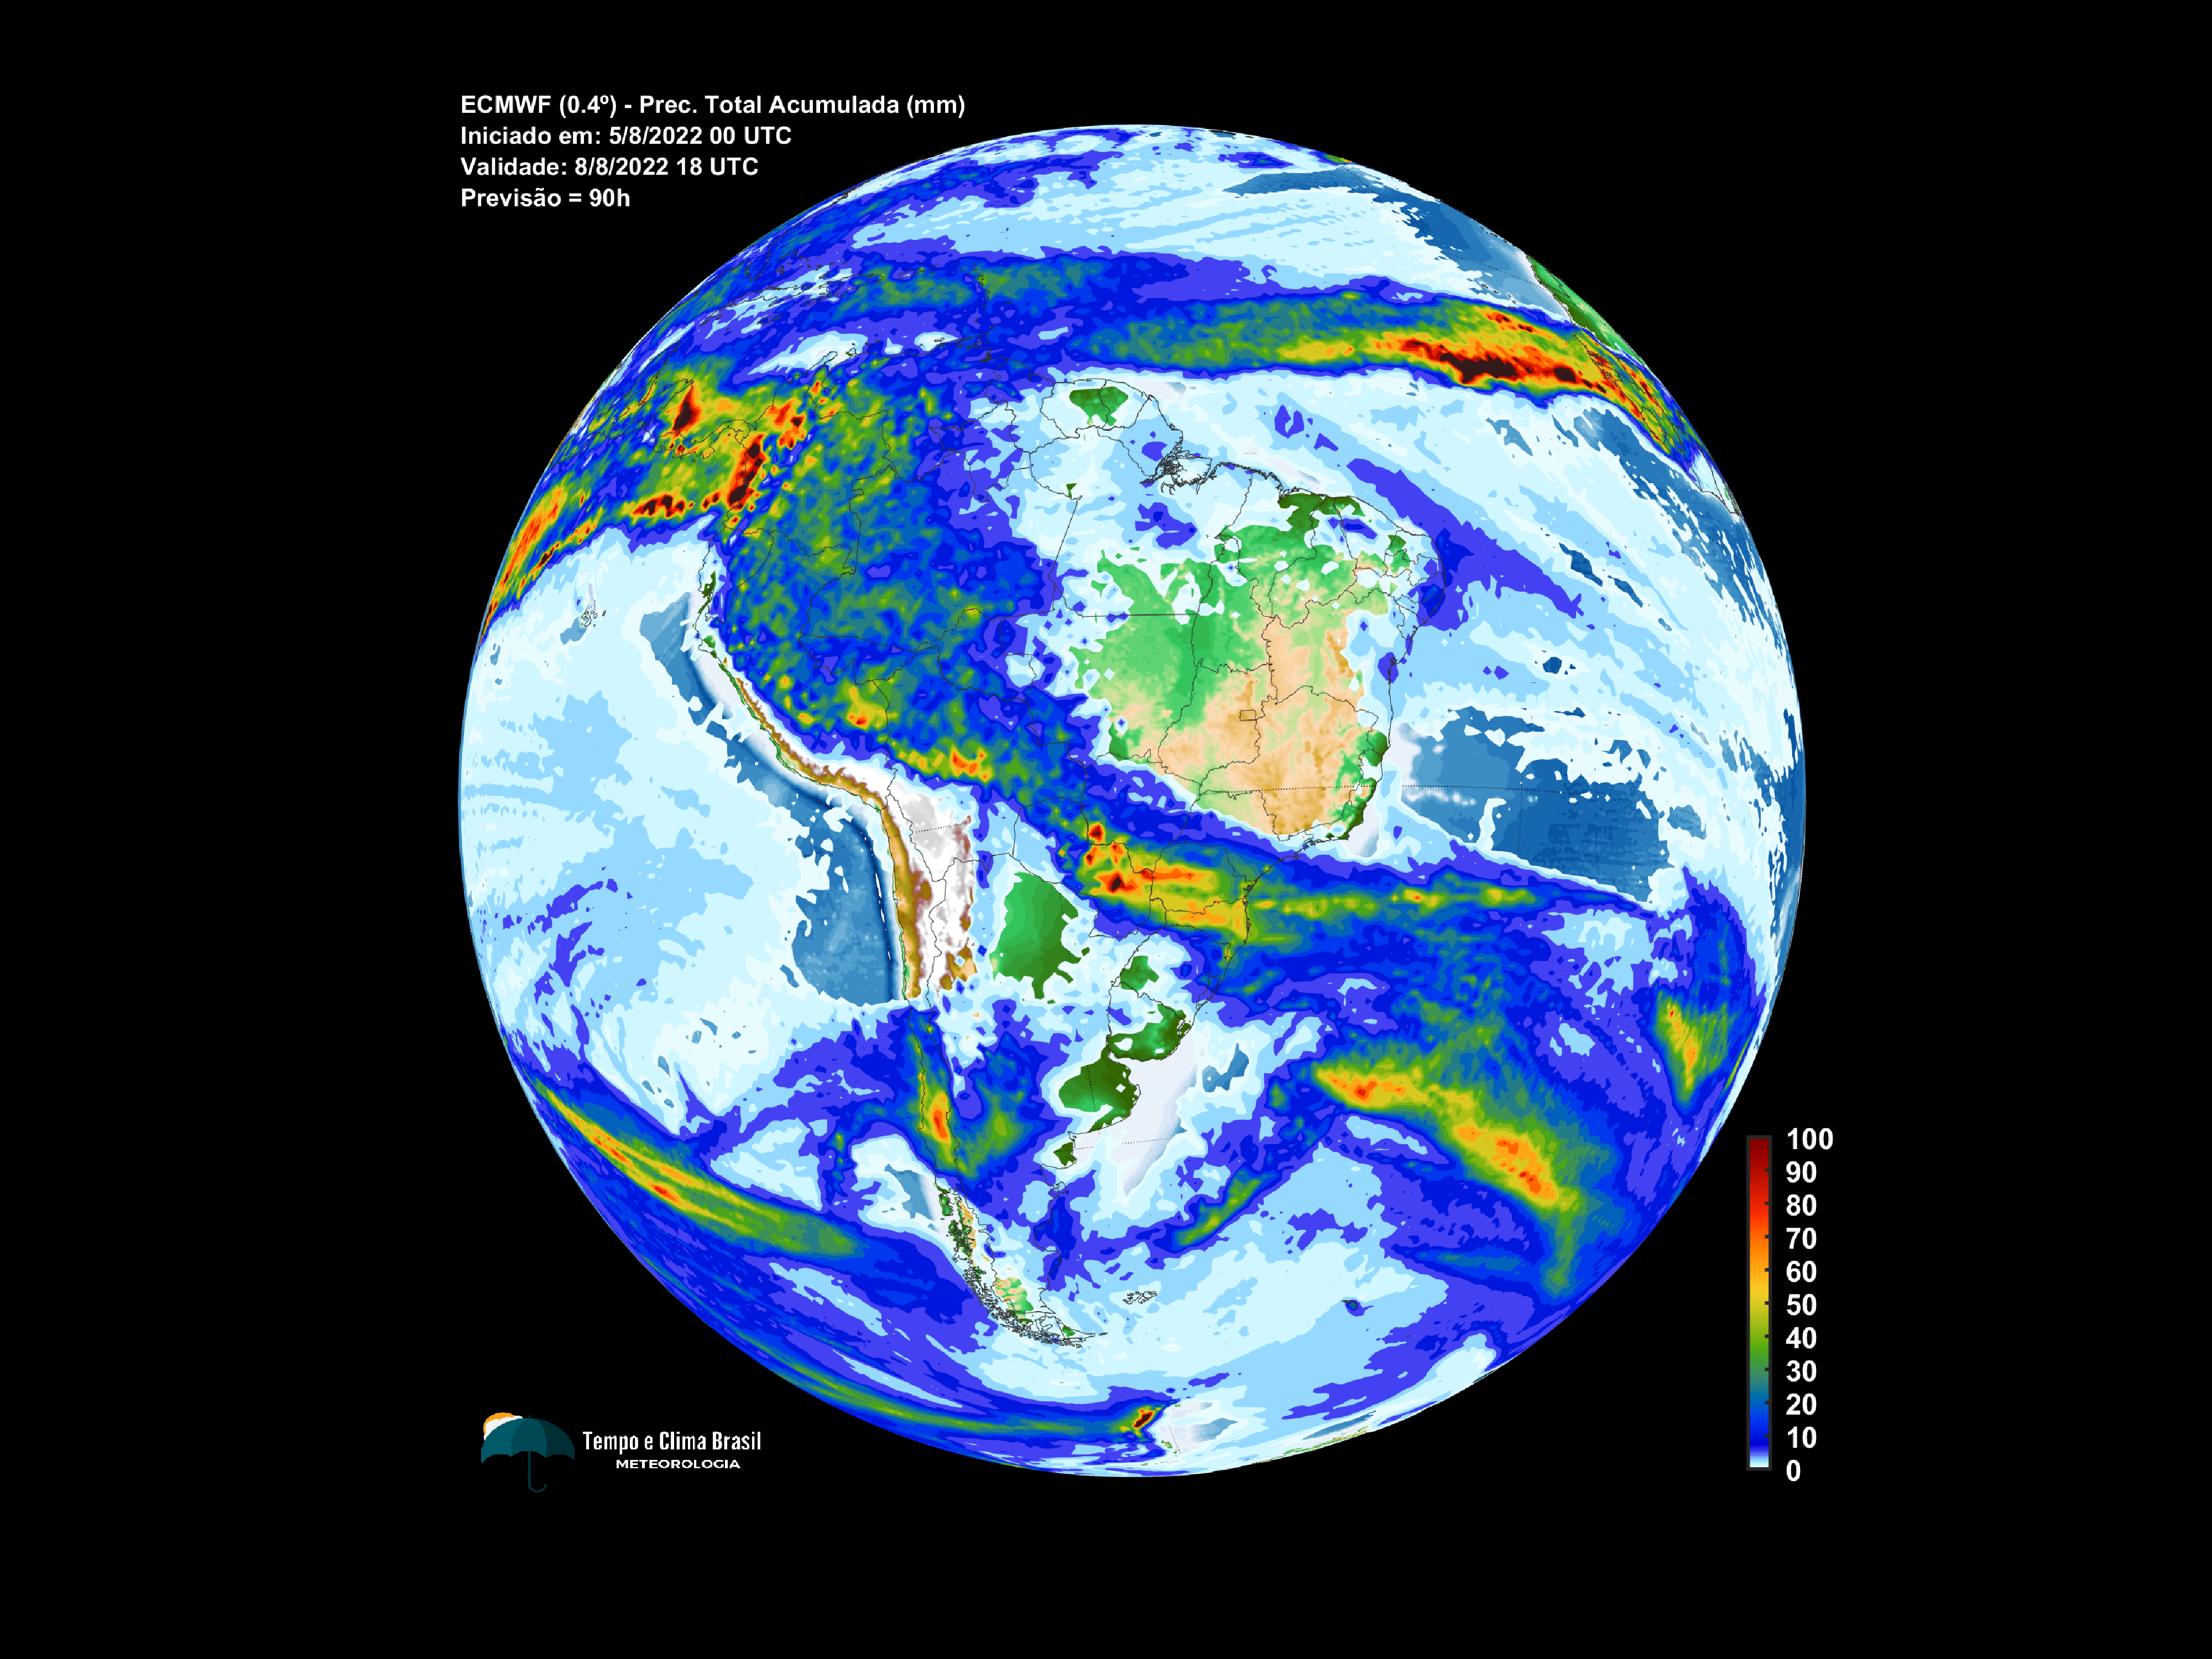 ECMWF (0.4º) - Prec. Total Acumulada (mm)
Iniciado em: 5/8/2022 00 UTC
Validade: 8/8/2022 18 UTC
Previsão = 90h
100
90
80
70
60
50
40
30
20
10
0
Tempo e Clima Brasil
METEOROLOGIA